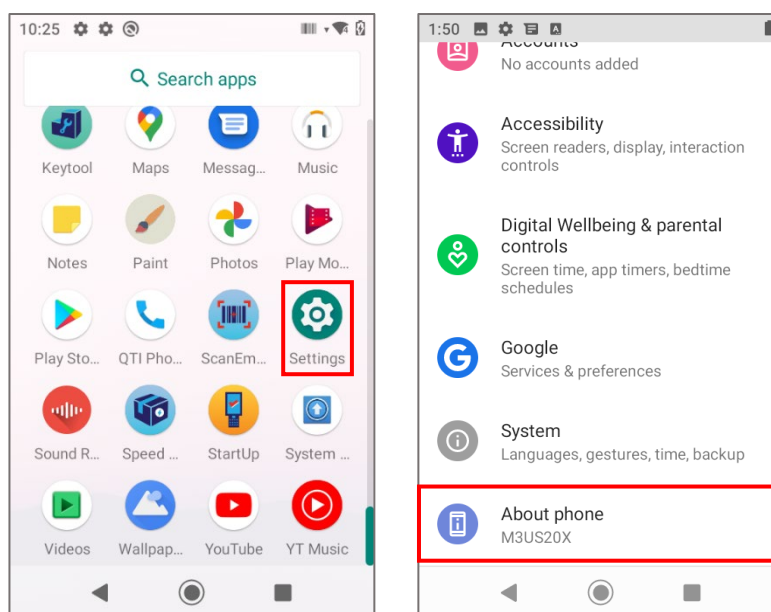 10:25
Search apps
Keytool Maps Messag... Music
Notes Paint Photos Play Mo...
Play Sto... QTI Pho... ScanEm... Settings
Sound R... Speed ... StartUp System ...
Videos Wallpap... YouTube YT Music
1:50
Accounts
No accounts added
Accessibility
Screen readers, display, interaction
controls
Digital Wellbeing & parental
controls
Screen time, app timers, bedtime
schedules
Google
Services & preferences
System
Languages, gestures, time, backup
About phone
M3US20X